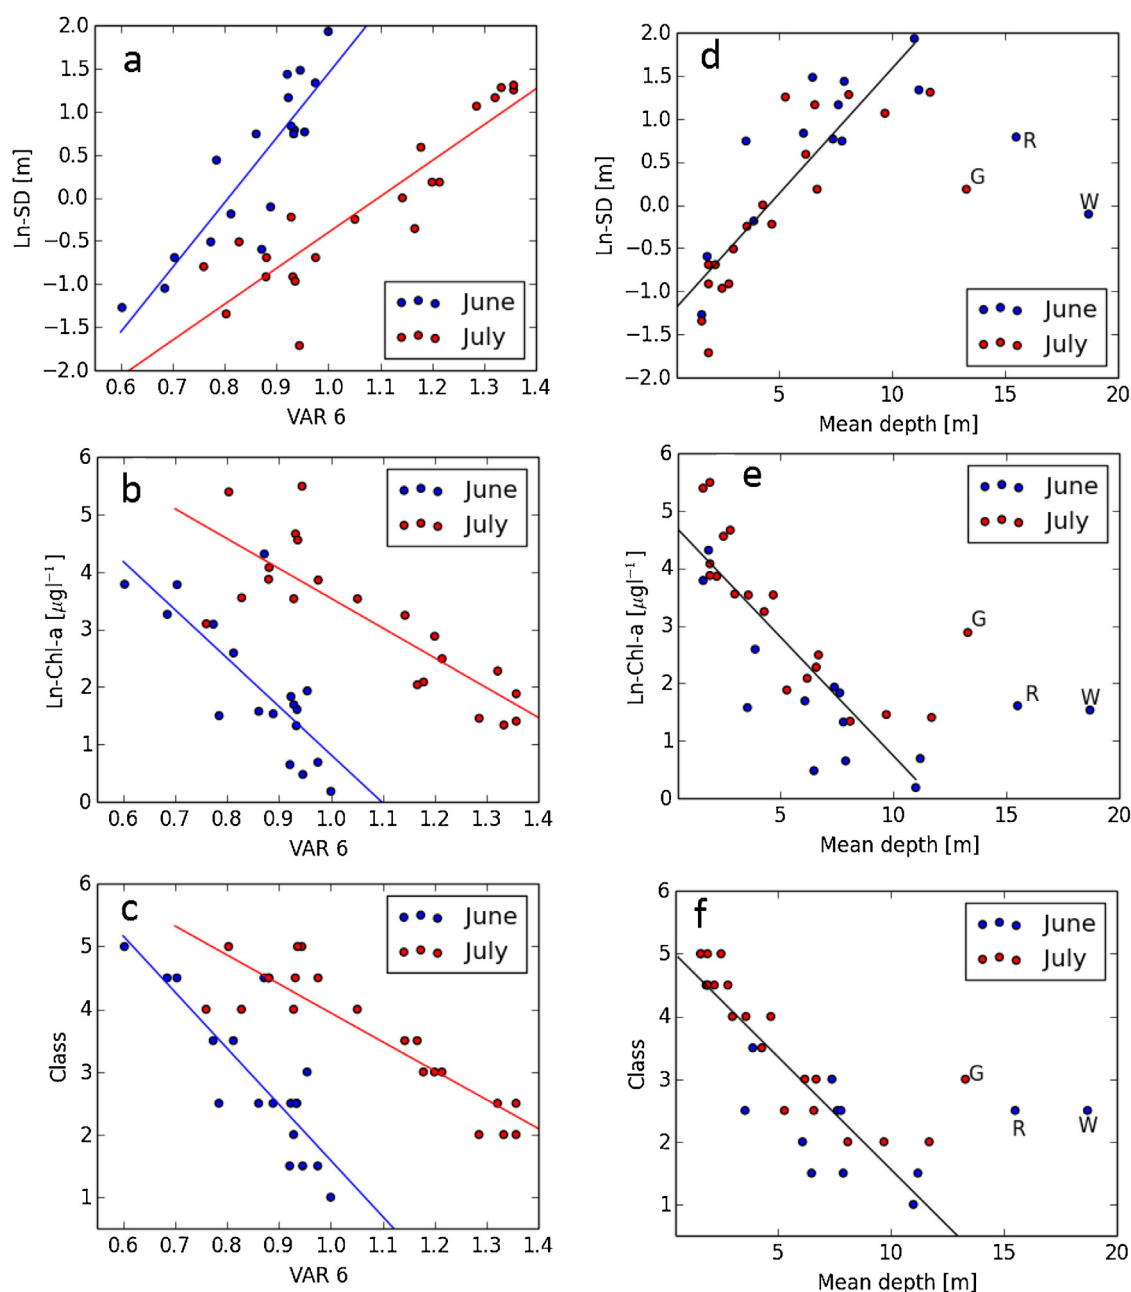 a
2.0
1.5
1.0
0.5
0.0
−0.5
−1.0
−1.5
−2.0
Ln-SD [m]
June
July
0.6 0.7 0.8 0.9 1.0 1.1 1.2 1.3 1.4
VAR 6
d
2.0
1.5
1.0
0.5
0.0
−0.5
−1.0
−1.5
−2.0
Ln-SD [m]
R
G
W
June
July
5 10 15 20
Mean depth [m]
b
6
5
4
3
2
1
0
Ln-Chl-a [μgl⁻¹]
June
July
0.6 0.7 0.8 0.9 1.0 1.1 1.2 1.3 1.4
VAR 6
e
6
5
4
3
2
1
0
Ln-Chl-a [μgl⁻¹]
June
July
G
R
W
5 10 15 20
Mean depth [m]
c
6
5
4
3
2
1
Class
June
July
0.6 0.7 0.8 0.9 1.0 1.1 1.2 1.3 1.4
VAR 6
f
6
5
4
3
2
1
Class
June
July
G
R
W
5 10 15 20
Mean depth [m]